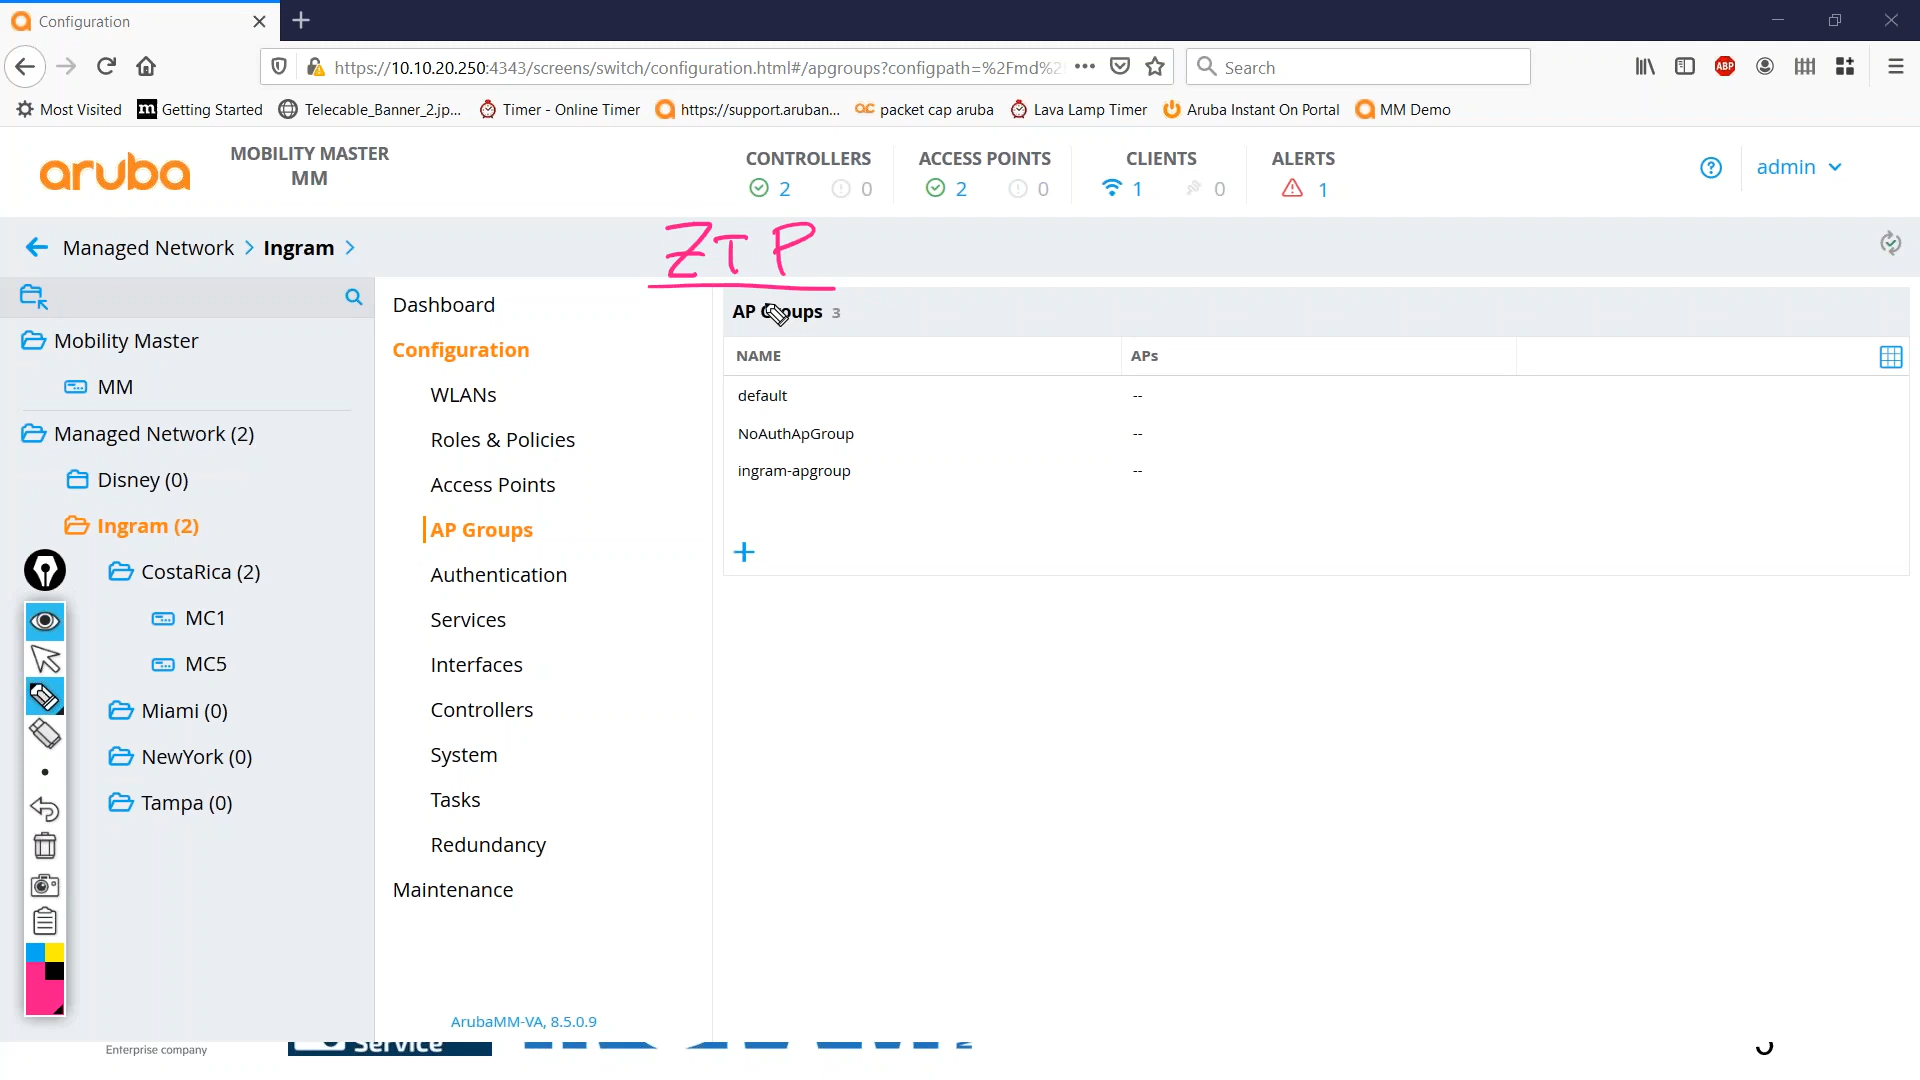 Configuration
https://10.10.20.250:4343/screens/switch/configuration.html#/apgroups?configpath=%2Fmd%2
Search
Most Visited
Getting Started
Telecable_Banner_2.jp...
Timer - Online Timer
https://support.aruban...
packet cap aruba
Lava Lamp Timer
Aruba Instant On Portal
MM Demo
ABP
aruba
MOBILITY MASTER
MM
CONTROLLERS
2
0
ACCESS POINTS
2
0
CLIENTS
1
0
ALERTS
1
admin
Managed Network > Ingram >
ZTP
Mobility Master
MM
Managed Network (2)
Disney (0)
Ingram (2)
CostaRica (2)
MC1
MC5
Miami (0)
NewYork (0)
Tampa (0)
Dashboard
Configuration
WLANs
Roles & Policies
Access Points
AP Groups
Authentication
Services
Interfaces
Controllers
System
Tasks
Redundancy
Maintenance
ArubaMM-VA, 8.5.0.9
AP Groups 3
NAME APs
default --
NoAuthApGroup --
ingram-apgroup --
Enterprise company
Service